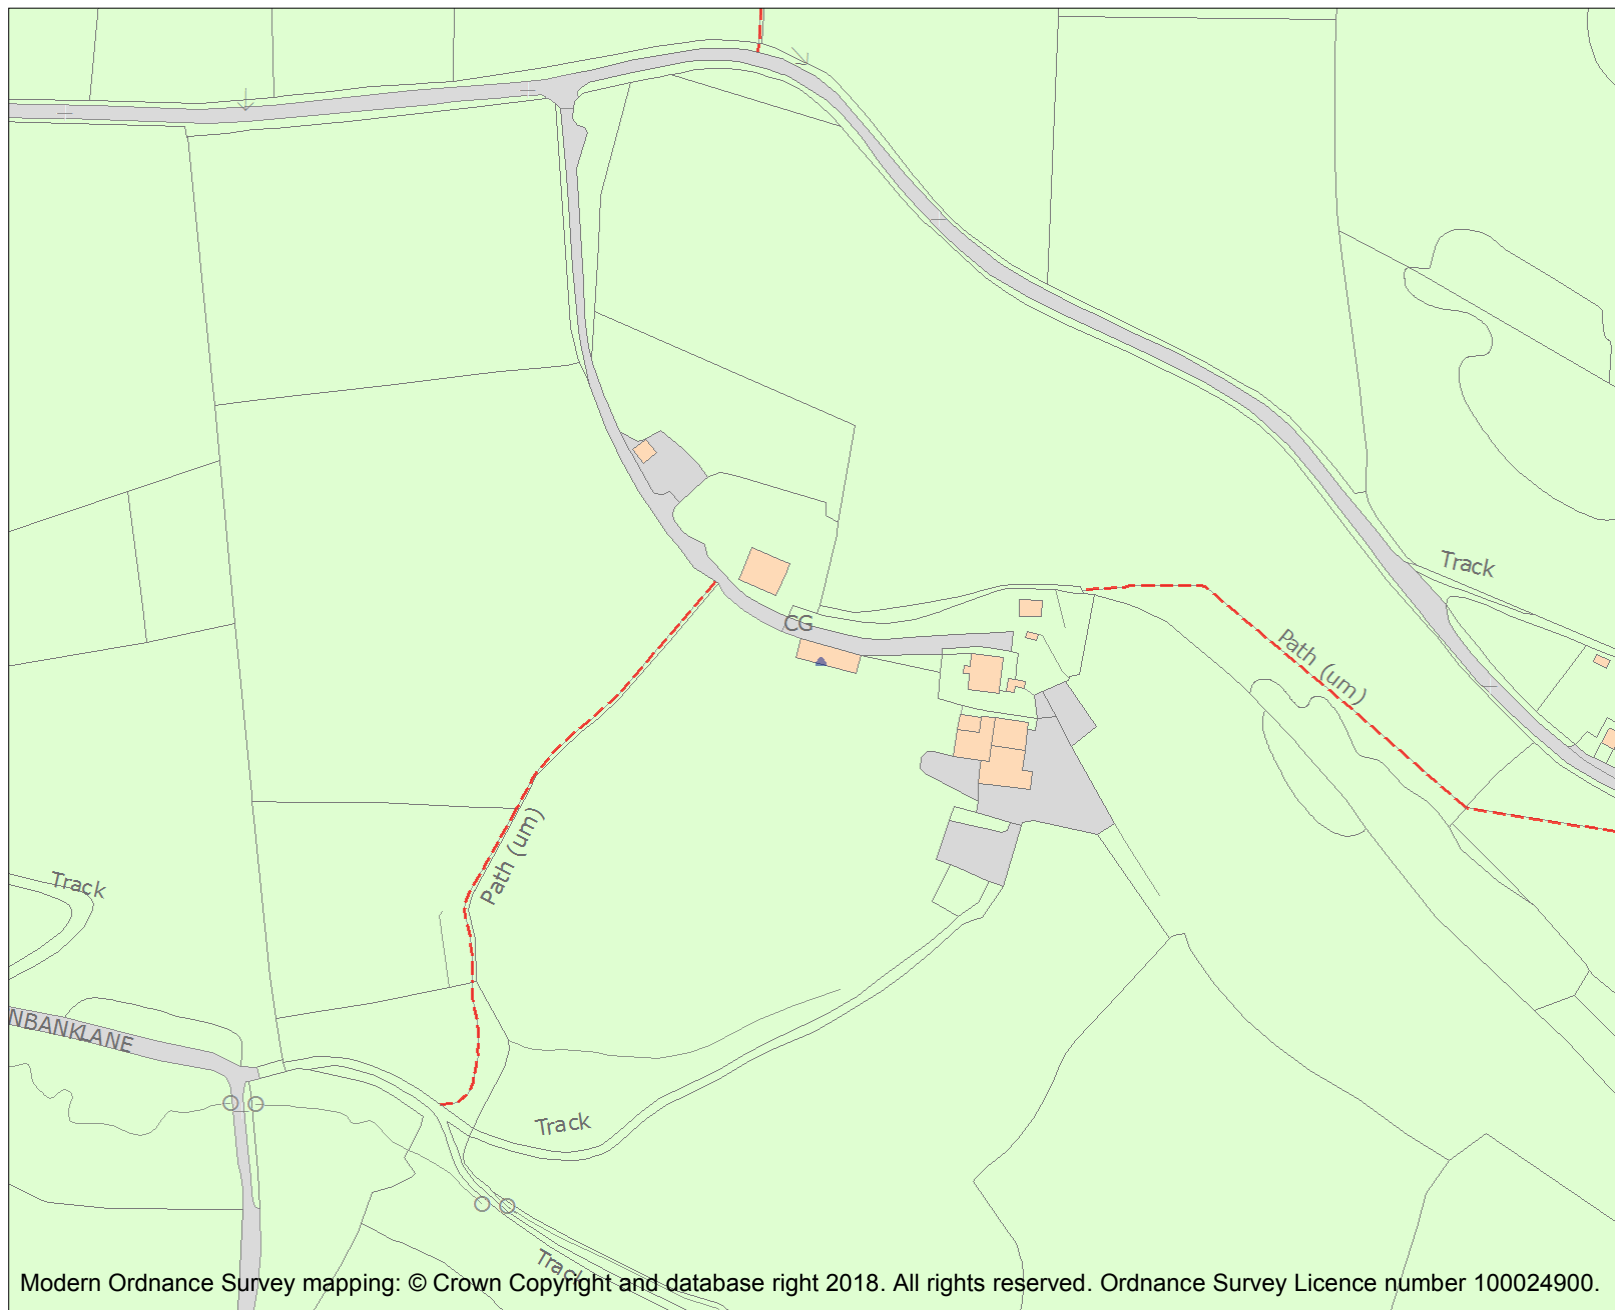 Track
CG
Path (um)
Path (um)
Track
NBANKLANE
Track
Track
Modern Ordnance Survey mapping: © Crown Copyright and database right 2018. All rights reserved. Ordnance Survey Licence number 100024900.